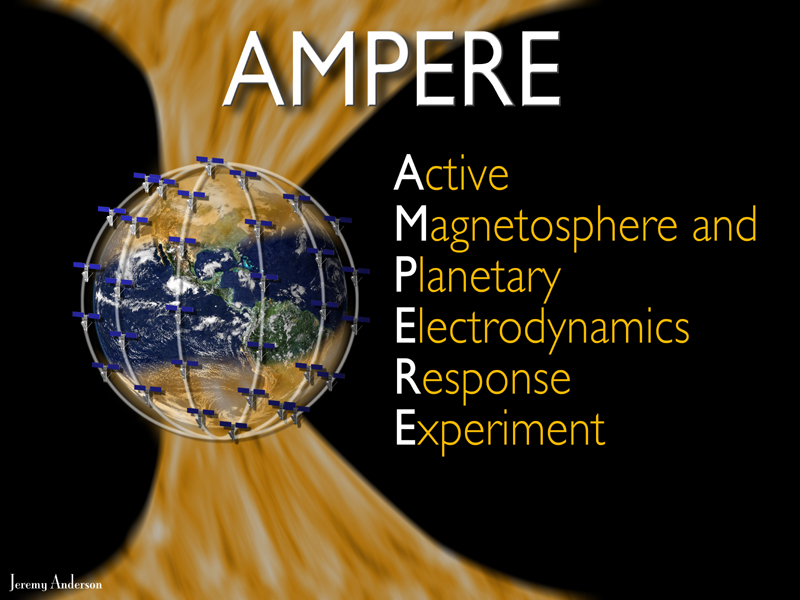 AMPERE
Active
Magnetosphere and
Planetary
Electrodynamics
Response
Experiment
Jeremy Anderson